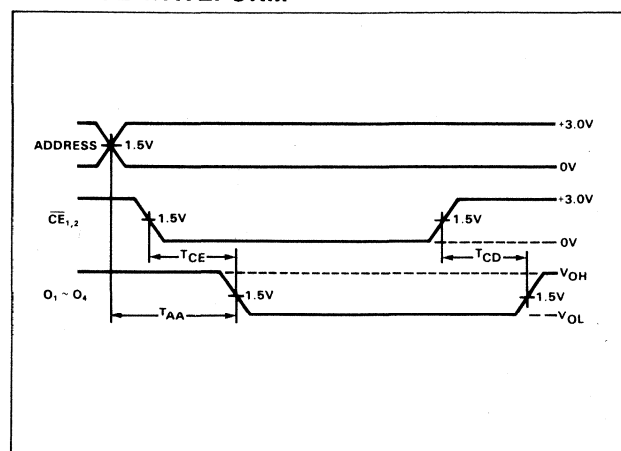 ADDRESS
1.5V
+3.0V
0V
CE1,2
1.5V
1.5V
+3.0V
0V
TCE
TCD
O1 ~ O4
1.5V
1.5V
VOH
TAA
VOL